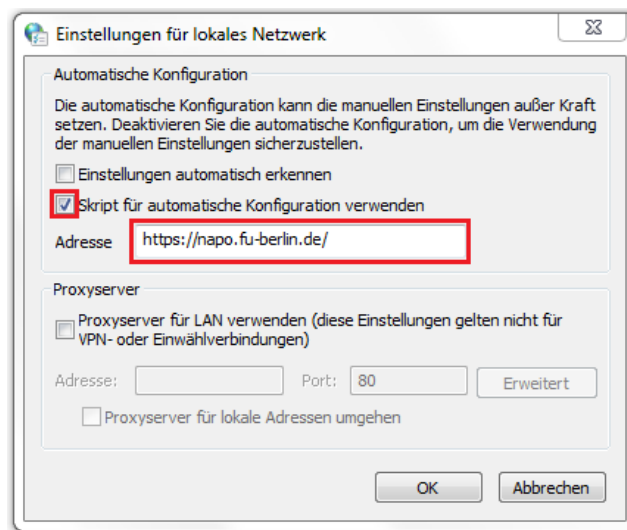 Einstellungen für lokales Netzwerk
Automatische Konfiguration
Die automatische Konfiguration kann die manuellen Einstellungen außer Kraft
setzen. Deaktivieren Sie die automatische Konfiguration, um die Verwendung
der manuellen Einstellungen sicherzustellen.
Einstellungen automatisch erkennen
Skript für automatische Konfiguration verwenden
Adresse https://napo.fu-berlin.de/
Proxyserver
Proxyserver für LAN verwenden (diese Einstellungen gelten nicht für
VPN- oder Einwählverbindungen)
Adresse: Port: 80 Erweitert
Proxyserver für lokale Adressen umgehen
OK Abbrechen